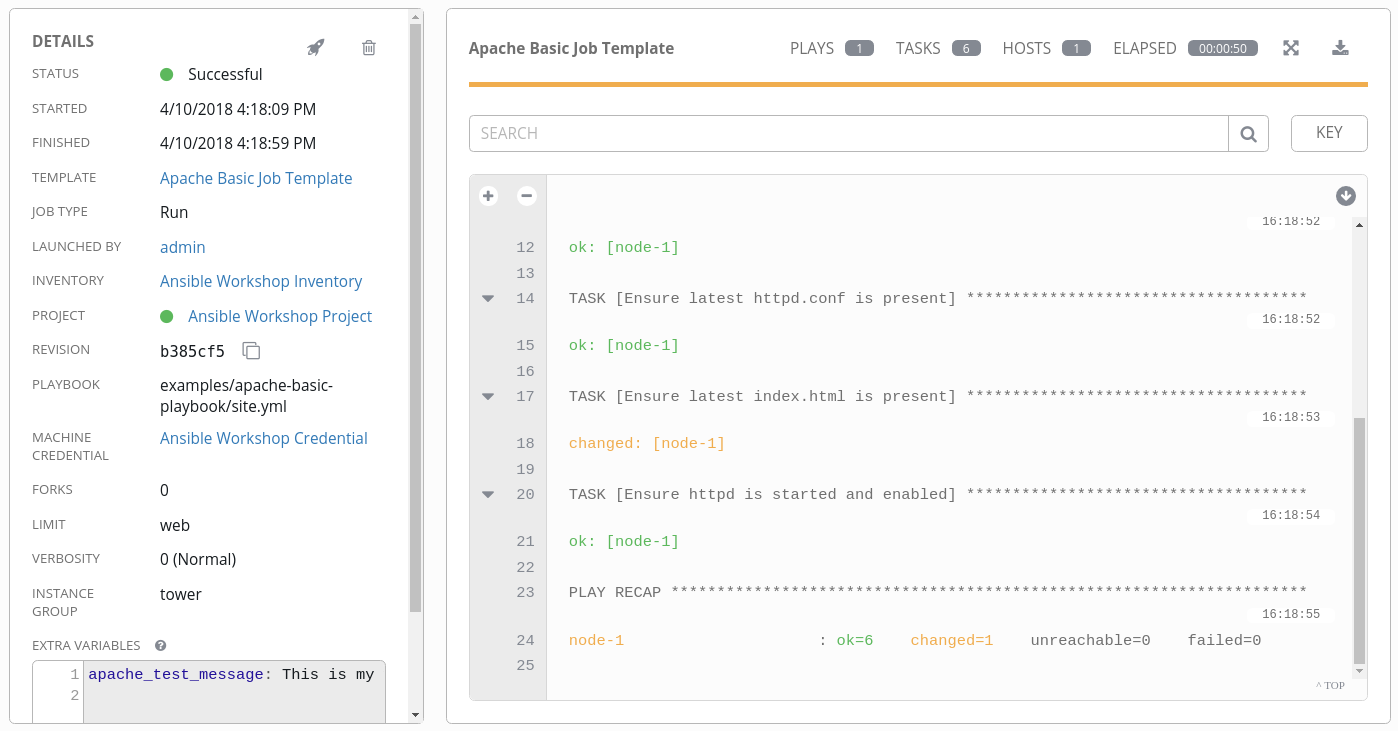 DETAILS
STATUS Successful
STARTED 4/10/2018 4:18:09 PM
FINISHED 4/10/2018 4:18:59 PM
TEMPLATE Apache Basic Job Template
JOB TYPE Run
LAUNCHED BY admin
INVENTORY Ansible Workshop Inventory
PROJECT Ansible Workshop Project
REVISION b385cf5
PLAYBOOK examples/apache-basic-
playbook/site.yml
MACHINE
CREDENTIAL Ansible Workshop Credential
FORKS 0
LIMIT web
VERBOSITY 0 (Normal)
INSTANCE
GROUP tower
EXTRA VARIABLES ?
1 apache_test_message: This is my
2
Apache Basic Job Template PLAYS 1 TASKS 6 HOSTS 1 ELAPSED 00:00:50
SEARCH KEY
16:18:52
12 ok: [node-1]
13
14 TASK [Ensure latest httpd.conf is present] *************************************
16:18:52
15 ok: [node-1]
16
17 TASK [Ensure latest index.html is present] *************************************
16:18:53
18 changed: [node-1]
19
20 TASK [Ensure httpd is started and enabled] *************************************
16:18:54
21 ok: [node-1]
22
23 PLAY RECAP *********************************************************************
16:18:55
24 node-1 : ok=6 changed=1 unreachable=0 failed=0
25
^ TOP